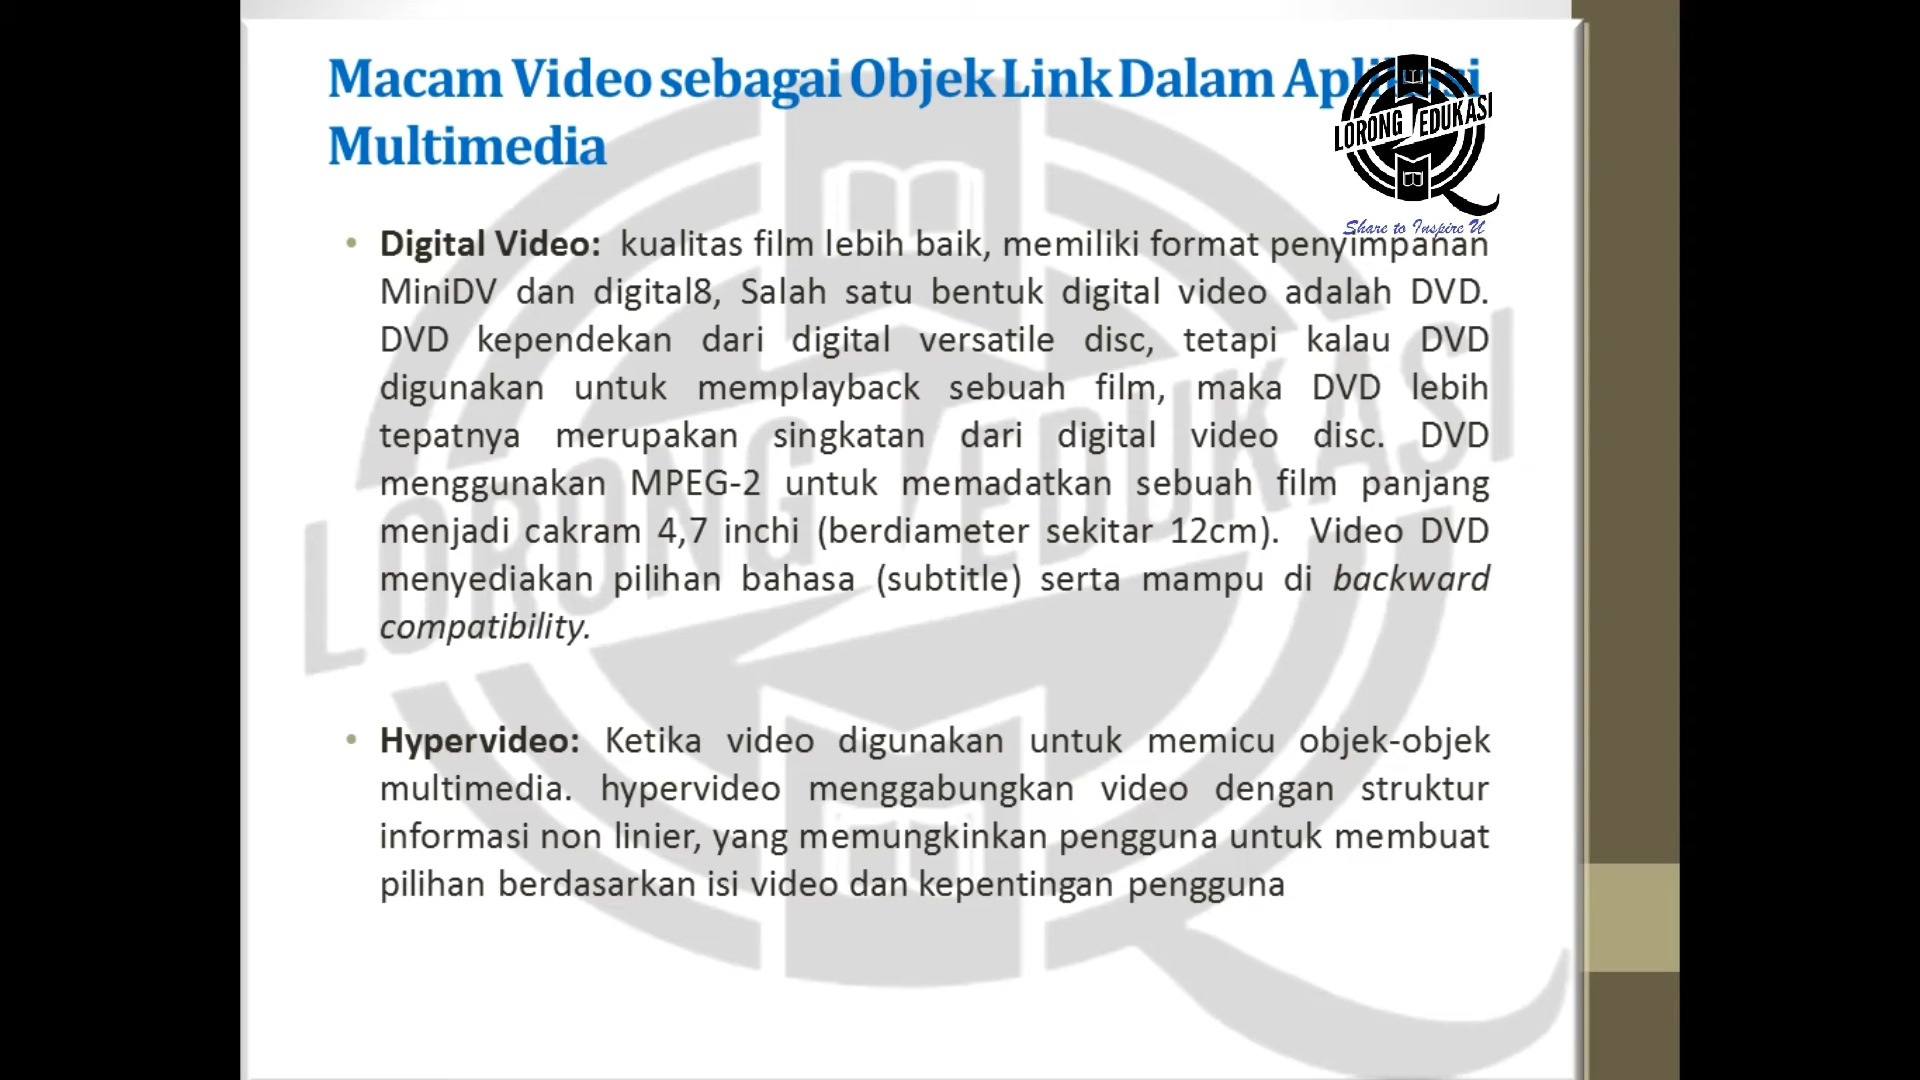 Macam Video sebagai Objek Link Dalam Aplikasi
Multimedia
LORONG EDUKASI
Share to Inspire U
• Digital Video: kualitas film lebih baik, memiliki format penyimpanan
MiniDV dan digital8, Salah satu bentuk digital video adalah DVD.
DVD kependekan dari digital versatile disc, tetapi kalau DVD
digunakan untuk memplayback sebuah film, maka DVD lebih
tepatnya merupakan singkatan dari digital video disc. DVD
menggunakan MPEG-2 untuk memadatkan sebuah film panjang
menjadi cakram 4,7 inchi (berdiameter sekitar 12cm). Video DVD
menyediakan pilihan bahasa (subtitle) serta mampu di backward
compatibility.
• Hypervideo: Ketika video digunakan untuk memicu objek-objek
multimedia. hypervideo menggabungkan video dengan struktur
informasi non linier, yang memungkinkan pengguna untuk membuat
pilihan berdasarkan isi video dan kepentingan pengguna
LORONG EDUKASI